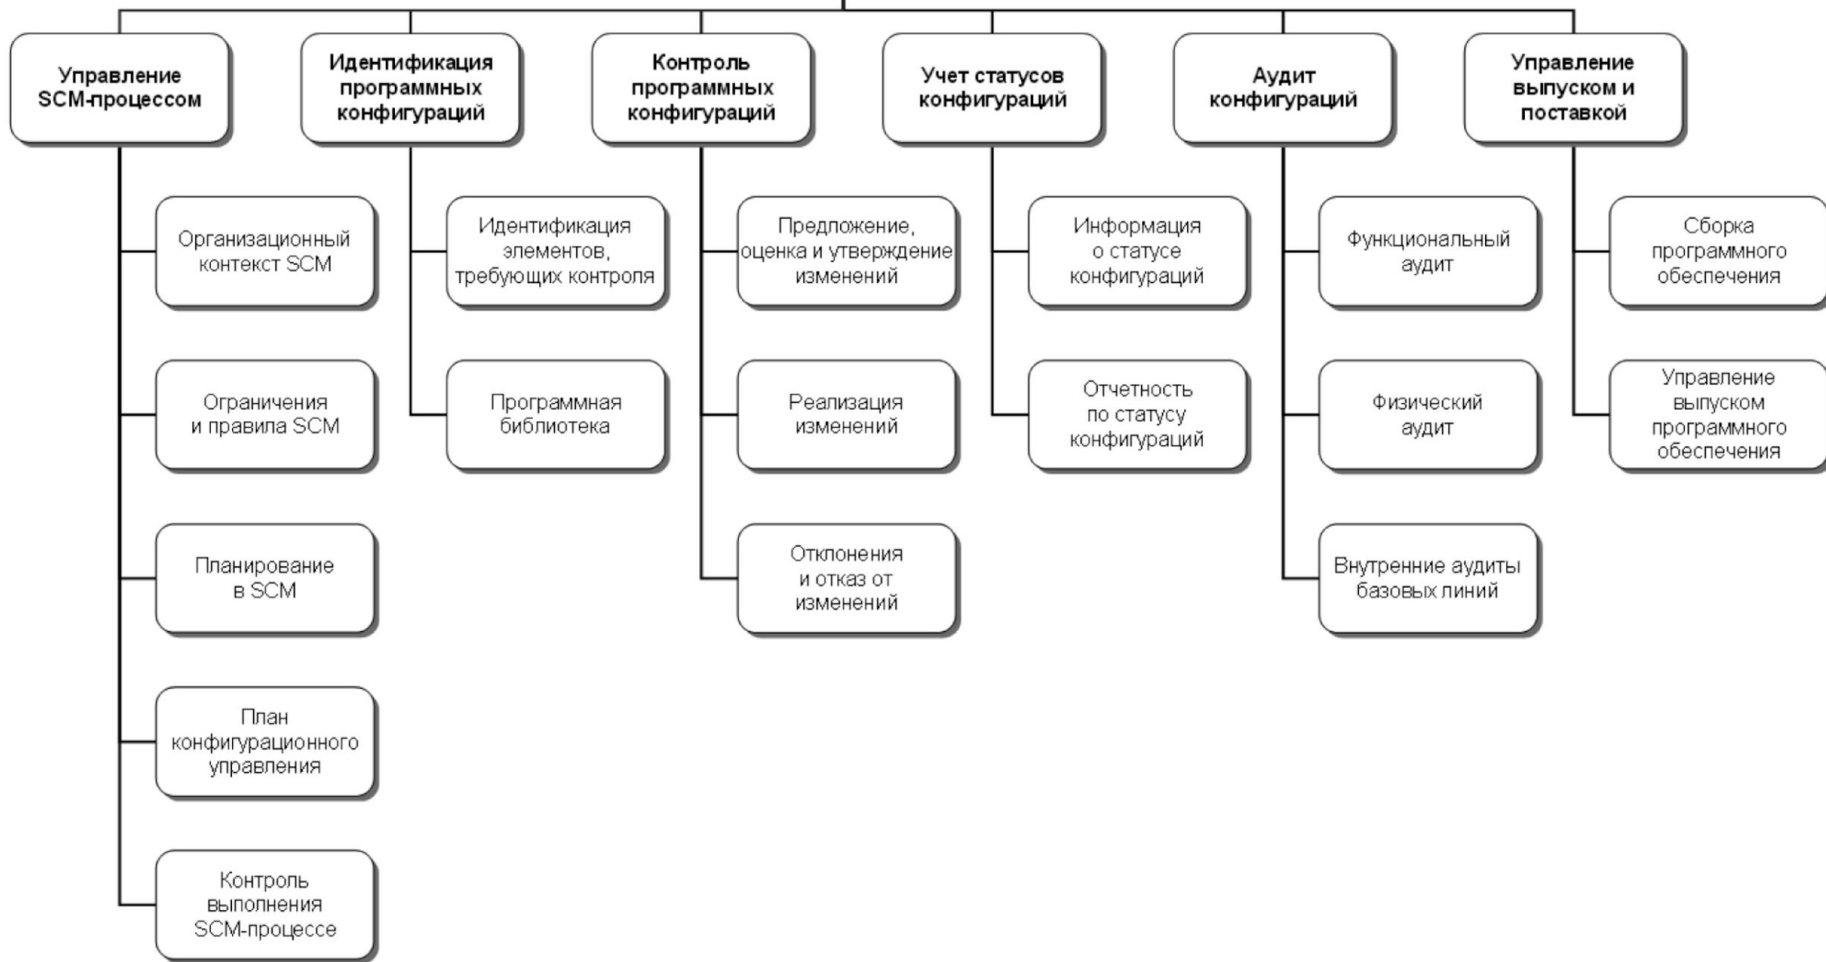 Управление
SCM-процессом
Идентификация
программных
конфигураций
Контроль
программных
конфигураций
Учет статусов
конфигураций
Аудит
конфигураций
Управление
выпуском и
поставкой
Организационный
контекст SCM
Идентификация
элементов,
требующих контроля
Предложение,
оценка и утверждение
изменений
Информация
о статусе
конфигураций
Функциональный
аудит
Сборка
программного
обеспечения
Ограничения
и правила SCM
Программная
библиотека
Реализация
изменений
Отчетность
по статусу
конфигураций
Физический
аудит
Управление
выпуском
программного
обеспечения
Планирование
в SCM
Отклонения
и отказ от
изменений
Внутренние аудиты
базовых линий
План
конфигурационного
управления
Контроль
выполнения
SCM-процессе